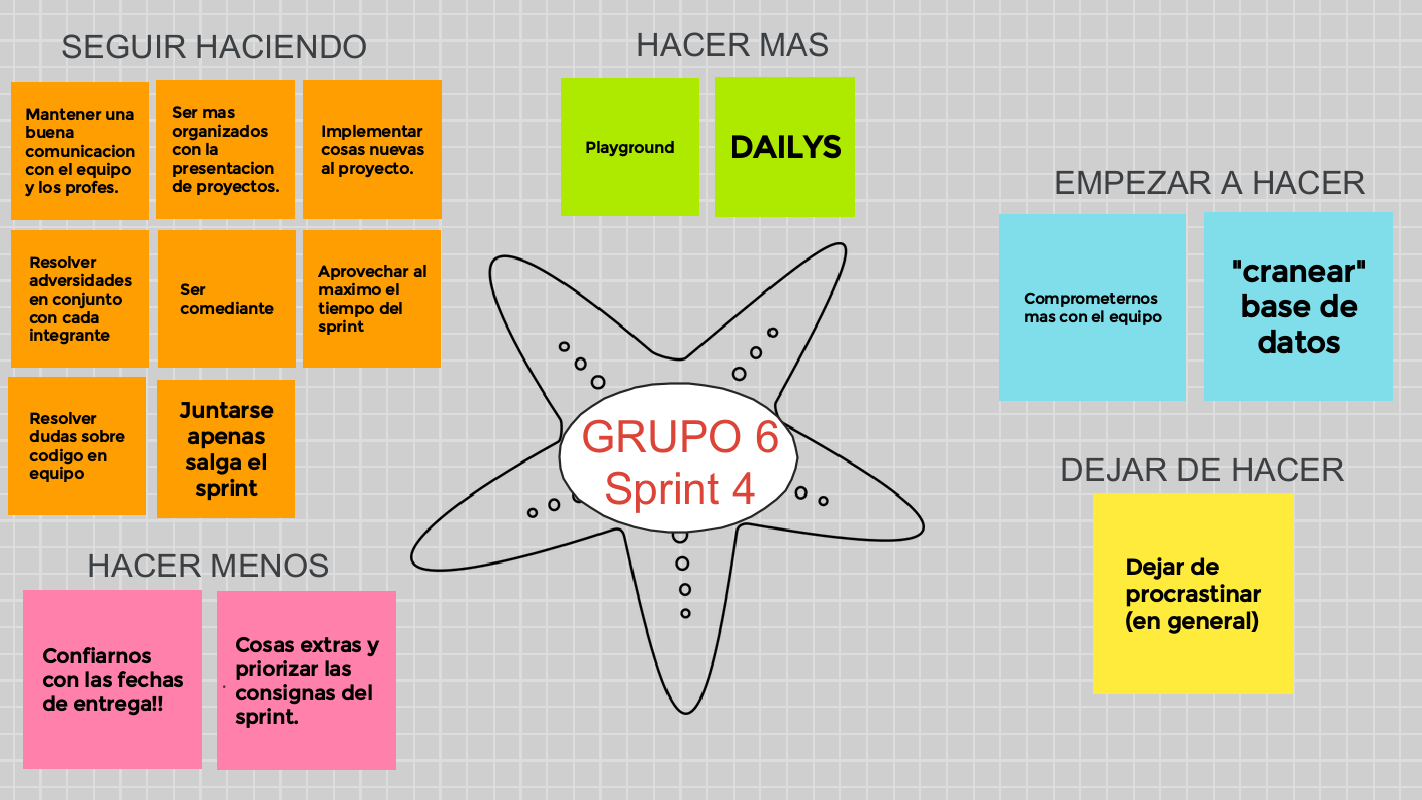 SEGUIR HACIENDO
Mantener una
buena
comunicacion
con el equipo
y los profes.
Ser mas
organizados
con la
presentacion
de proyectos.
Implementar
cosas nuevas
al proyecto.
Resolver
adversidades
en conjunto
con cada
integrante
Ser
comediante
Aprovechar al
maximo el
tiempo del
sprint
Resolver
dudas sobre
codigo en
equipo
Juntarse
apenas
salga el
sprint
HACER MAS
Playground
DAILYS
EMPEZAR A HACER
Comprometernos
mas con el equipo
"cranear"
base de
datos
GRUPO 6
Sprint 4
DEJAR DE HACER
Dejar de
procrastinar
(en general)
HACER MENOS
Confiarnos
con las fechas
de entrega!!
Cosas extras y
priorizar las
consignas del
sprint.